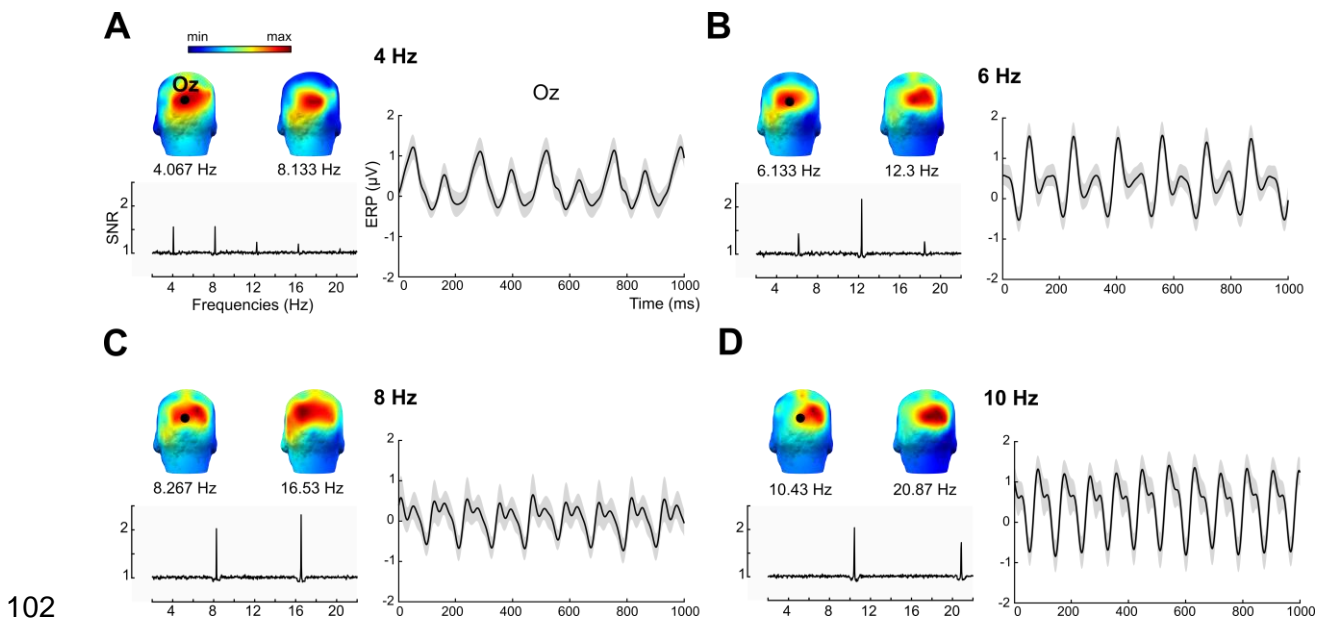 A
min max
4 Hz
Oz
Oz
4.067 Hz 8.133 Hz
SNR
2
1
4 8 12 16 20
Frequencies (Hz)
ERP (µV)
2
1
0
-1
-2
0 200 400 600 800 1000
Time (ms)
B
6 Hz
6.133 Hz 12.3 Hz
2
1
4 8 12 16 20
2
1
0
-1
-2
0 200 400 600 800 1000
C
8 Hz
8.267 Hz 16.53 Hz
2
1
4 8 12 16 20
2
1
0
-1
-2
0 200 400 600 800 1000
D
10 Hz
10.43 Hz 20.87 Hz
2
1
4 8 12 16 20
2
1
0
-1
-2
0 200 400 600 800 1000
102